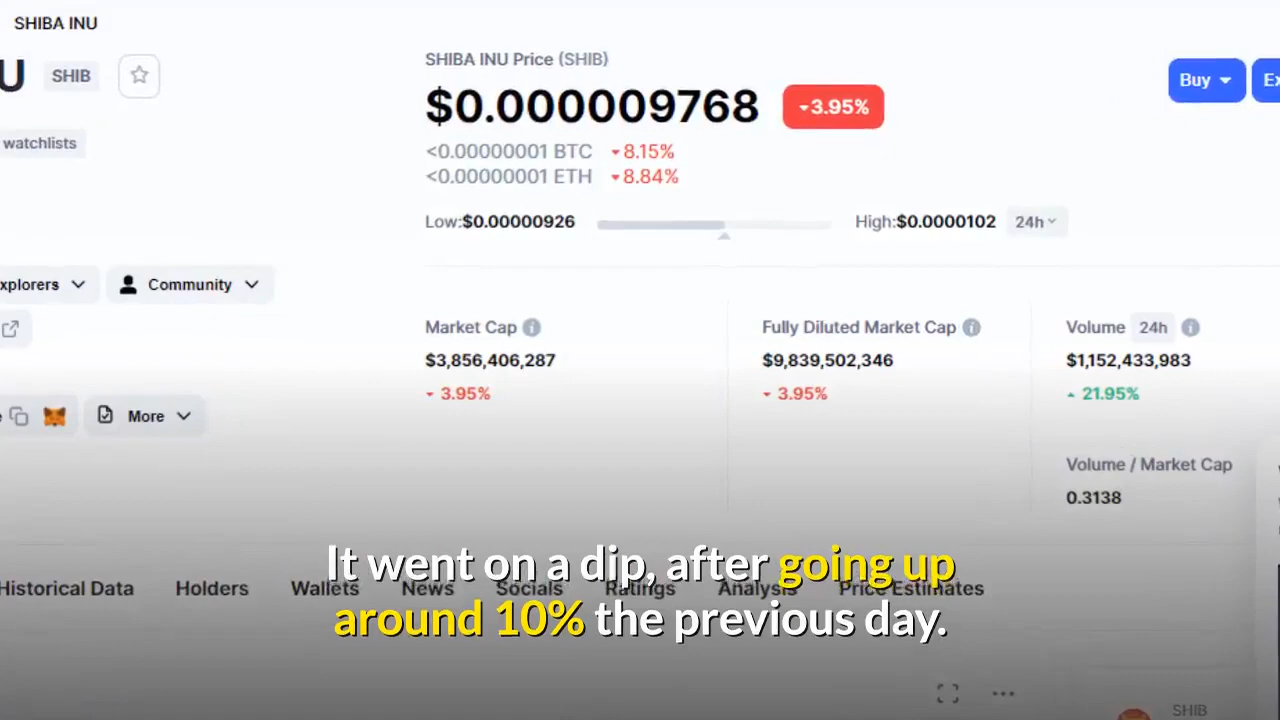 SHIBA INU
U SHIB
watchlists
xplorers
Community
More
SHIBA INU Price (SHIB)
$0.000009768
3.95%
<0.00000001 BTC 8.15%
<0.00000001 ETH 8.84%
Low:$0.00000926
High:$0.0000102
24h
Buy
Ex
Market Cap
$3,856,406,287
3.95%
Fully Diluted Market Cap
$9,839,502,346
3.95%
Volume 24h
$1,152,433,983
21.95%
Volume / Market Cap
0.3138
Historical Data Holders Wallets News Socials Ratings Analysis Price Estimates
It went on a dip, after going up
around 10% the previous day.
SHIB